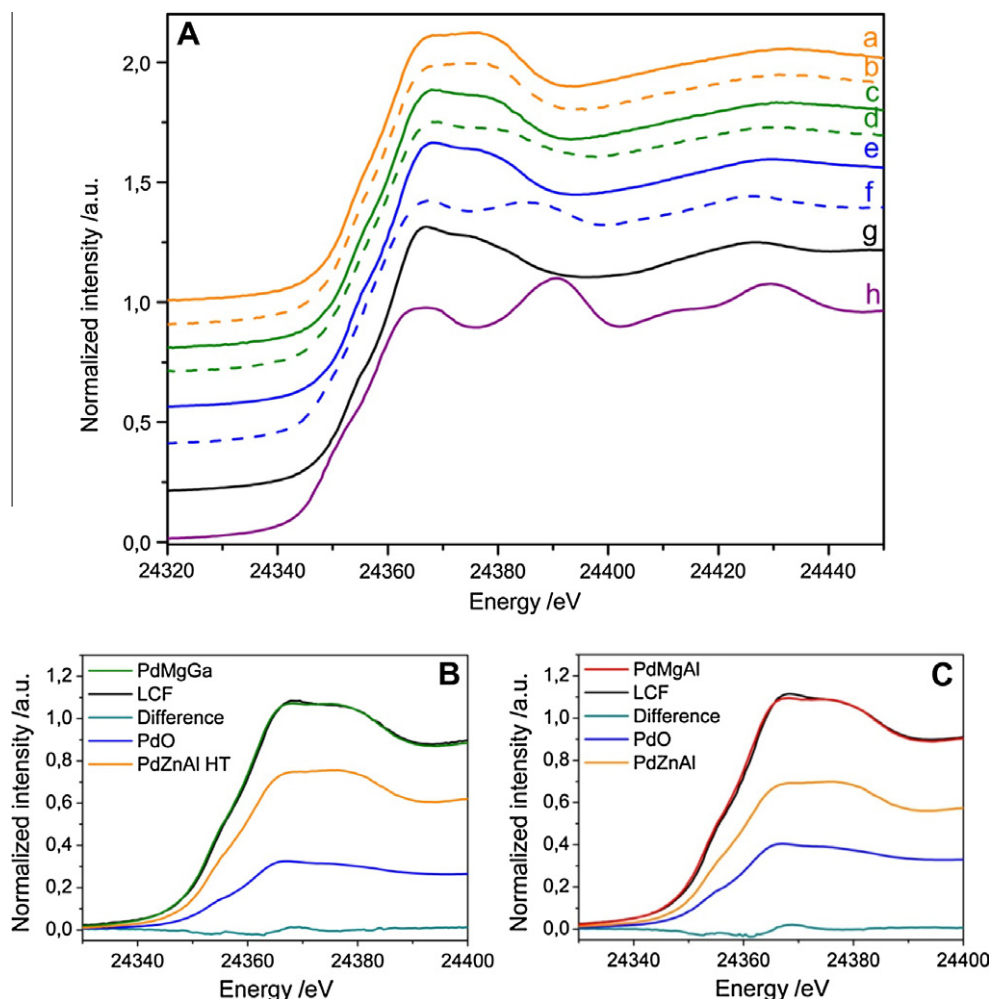 A
Normalized intensity /a.u.
2,0
1,5
1,0
0,5
0,0
a
b
c
d
e
f
g
h
24320 24340 24360 24380 24400 24420 24440
Energy /eV
B
Normalized intensity /a.u.
1,2
1,0
0,8
0,6
0,4
0,2
0,0
PdMgGa
LCF
Difference
PdO
PdZnAl HT
24340 24360 24380 24400
Energy /eV
C
Normalized intensity /a.u.
1,2
1,0
0,8
0,6
0,4
0,2
0,0
PdMgAl
LCF
Difference
PdO
PdZnAl
24340 24360 24380 24400
Energy /eV